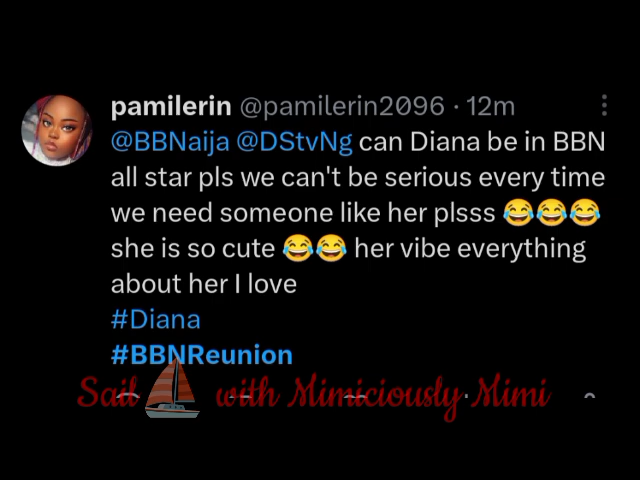 pamilerin @pamilerin2096 · 12m
@BBNaija @DStvNg can Diana be in BBN
all star pls we can't be serious every time
we need someone like her plsss 😂😂😂
she is so cute 😂😂 her vibe everything
about her I love
#Diana
#BBNReunion
Sail with Mimiciously Mimi